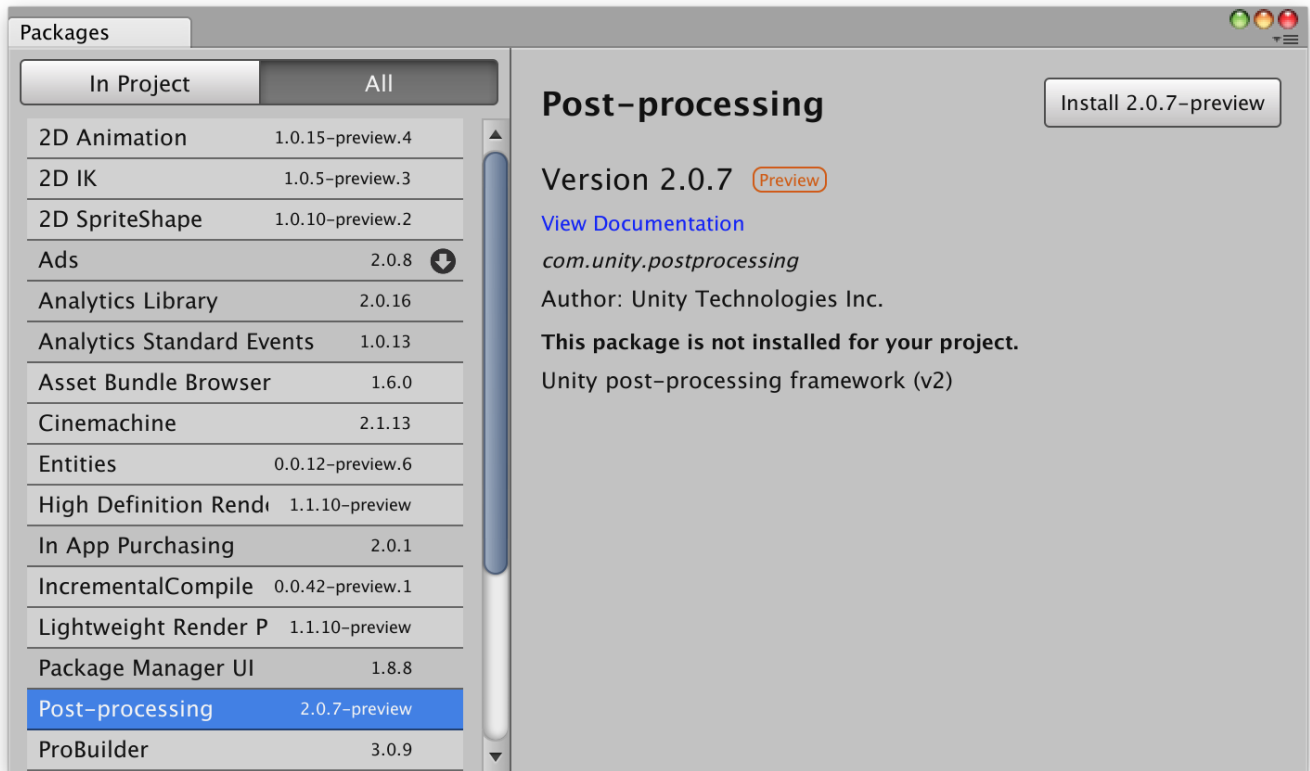 Packages
In Project
All
2D Animation 1.0.15-preview.4
2D IK 1.0.5-preview.3
2D SpriteShape 1.0.10-preview.2
Ads 2.0.8
Analytics Library 2.0.16
Analytics Standard Events 1.0.13
Asset Bundle Browser 1.6.0
Cinemachine 2.1.13
Entities 0.0.12-preview.6
High Definition Rende 1.1.10-preview
In App Purchasing 2.0.1
IncrementalCompile 0.0.42-preview.1
Lightweight Render P 1.1.10-preview
Package Manager UI 1.8.8
Post-processing 2.0.7-preview
ProBuilder 3.0.9
Post-processing
Install 2.0.7-preview
Version 2.0.7 Preview
View Documentation
com.unity.postprocessing
Author: Unity Technologies Inc.
This package is not installed for your project.
Unity post-processing framework (v2)